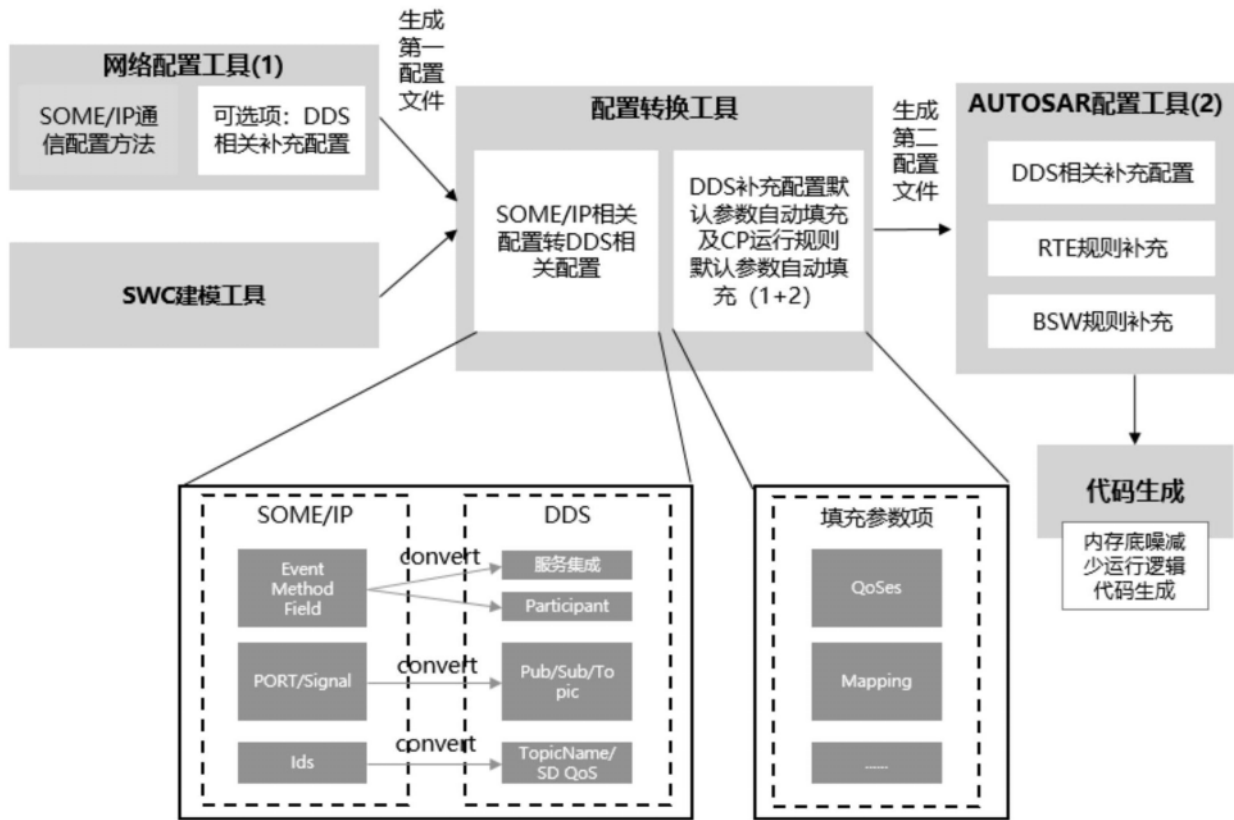 生成
第一
配置
文件
网络配置工具(1)
SOME/IP通
信配置方法
可选项：DDS
相关补充配置
SWC建模工具
配置转换工具
SOME/IP相关
配置转DDS相
关配置
DDS补充配置默
认参数自动填充
及CP运行规则
默认参数自动填
充（1+2）
生成
第二
配置
文件
AUTOSAR配置工具(2)
DDS相关补充配置
RTE规则补充
BSW规则补充
代码生成
内存底噪减
少运行逻辑
代码生成
SOME/IP
DDS
Event
Method
Field
convert
服务集成
Participant
PORT/Signal
convert
Pub/Sub/To
pic
Ids
convert
TopicName/
SD QoS
填充参数项
QoSes
Mapping
......